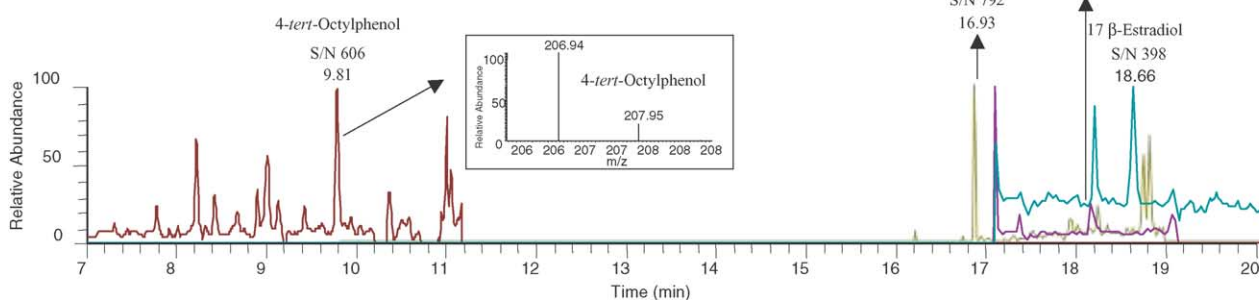 S/N 792
16.93
4-tert-Octylphenol
S/N 606
9.81
17 β-Estradiol
S/N 398
18.66
206.94
4-tert-Octylphenol
207.95
Relative Abundance
100
50
0
206 206 207 207 208 208 208
m/z
Relative Abundance
100
50
0
7 8 9 10 11 12 13 14 15 16 17 18 19 20
Time (min)